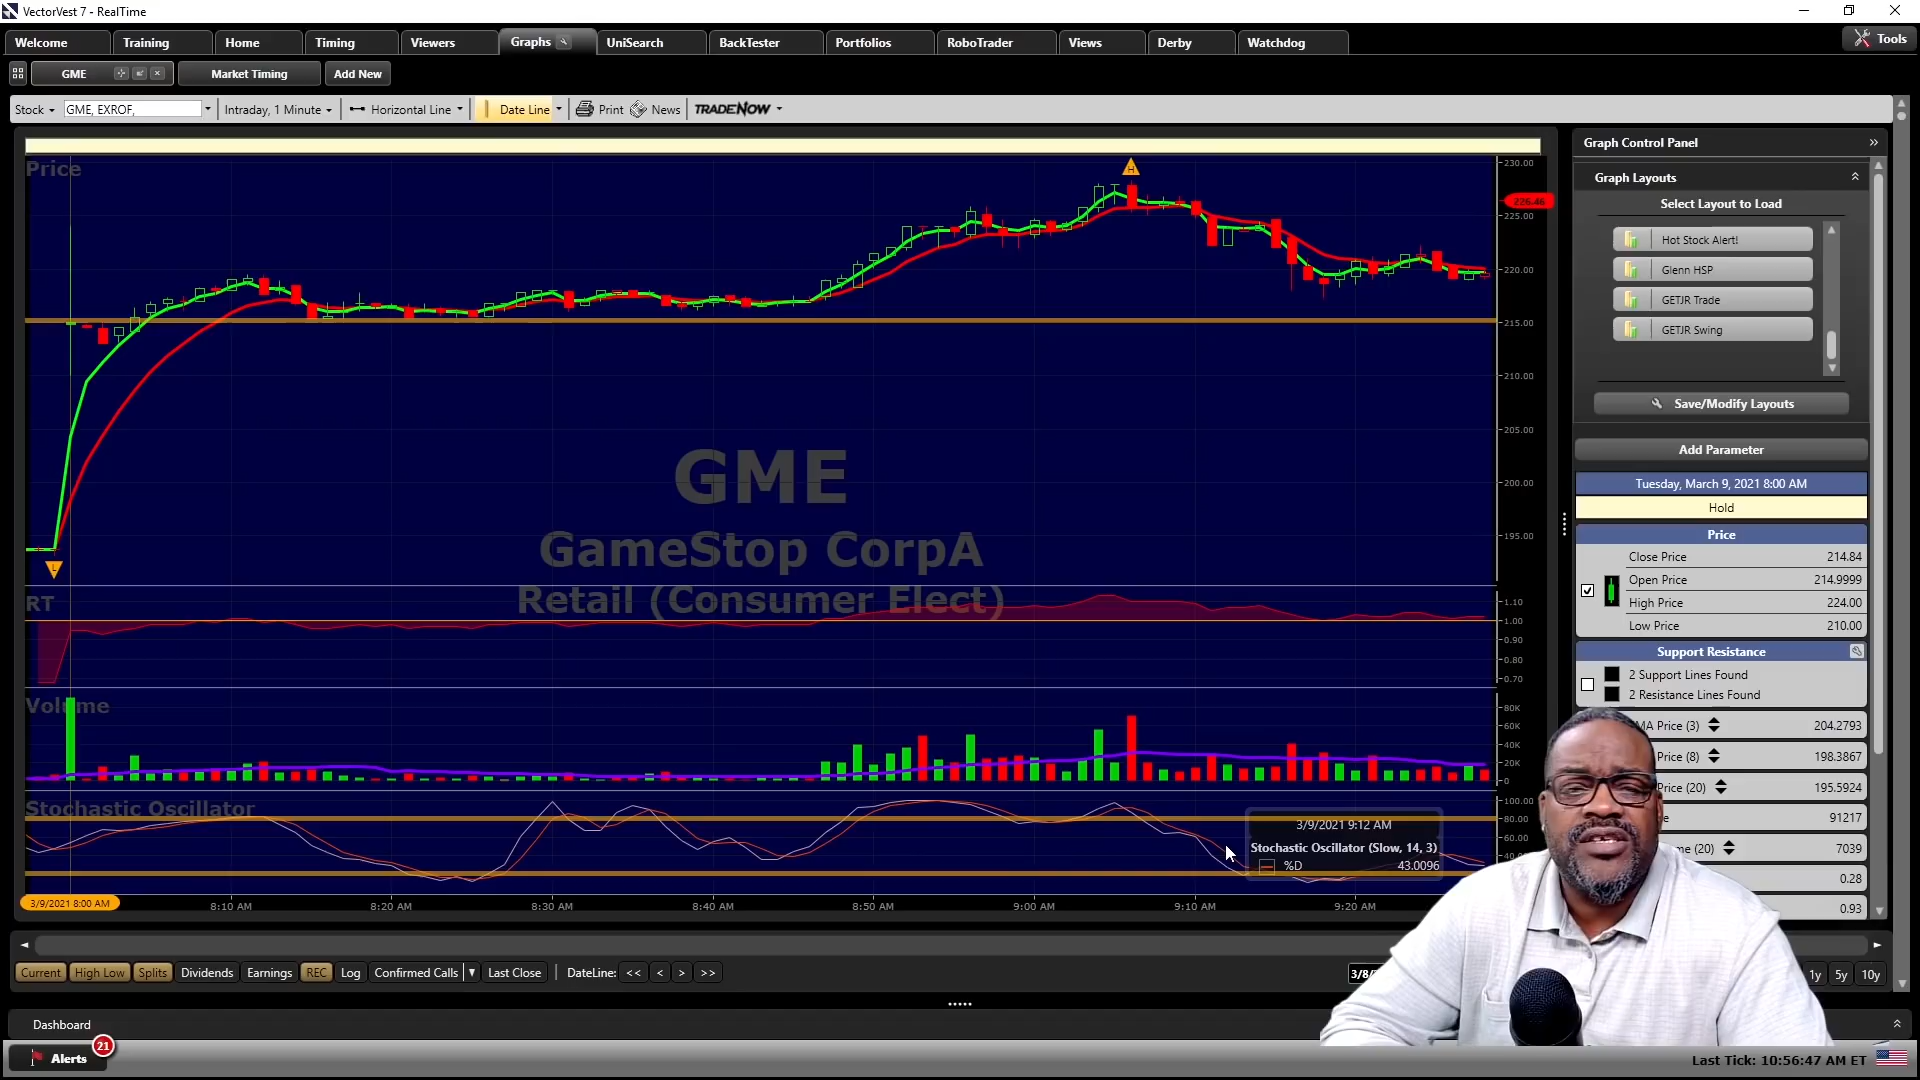 VectorVest 7 - RealTime
Welcome Training Home Timing Viewers Graphs UniSearch BackTester Portfolios RoboTrader Views Derby Watchdog Tools
GME Market Timing Add New
Stock GME, EXROF, Intraday, 1 Minute Horizontal Line Date Line Print News TRADENOW
Price
230.00
226.46
225.00
220.00
215.00
210.00
205.00
200.00
195.00
GME
GameStop CorpA
Retail (Consumer Elect)
H
L
RT
1.10
1.00
0.90
0.80
0.70
Volume
80K
60K
40K
20K
0
Stochastic Oscillator
100.00
80.00
60.00
3/9/2021 9:12 AM
Stochastic Oscillator (Slow, 14, 3)
%D 43.0096
3/9/2021 8:00 AM 8:10 AM 8:20 AM 8:30 AM 8:40 AM 8:50 AM 9:00 AM 9:10 AM 9:20 AM
Current High Low Splits Dividends Earnings REC Log Confirmed Calls Last Close DateLine: << < > >> 3/8/ 1y 5y 10y
Graph Control Panel
Graph Layouts
Select Layout to Load
Hot Stock Alert!
Glenn HSP
GETJR Trade
GETJR Swing
Save/Modify Layouts
Add Parameter
Tuesday, March 9, 2021 8:00 AM
Hold
Price
Close Price 214.84
Open Price 214.9999
High Price 224.00
Low Price 210.00
Support Resistance
2 Support Lines Found
2 Resistance Lines Found
MA Price (3) 204.2793
Price (8) 198.3867
Price (20) 195.5924
91217
me (20) 7039
0.28
0.93
Dashboard
Alerts 21
Last Tick: 10:56:47 AM ET